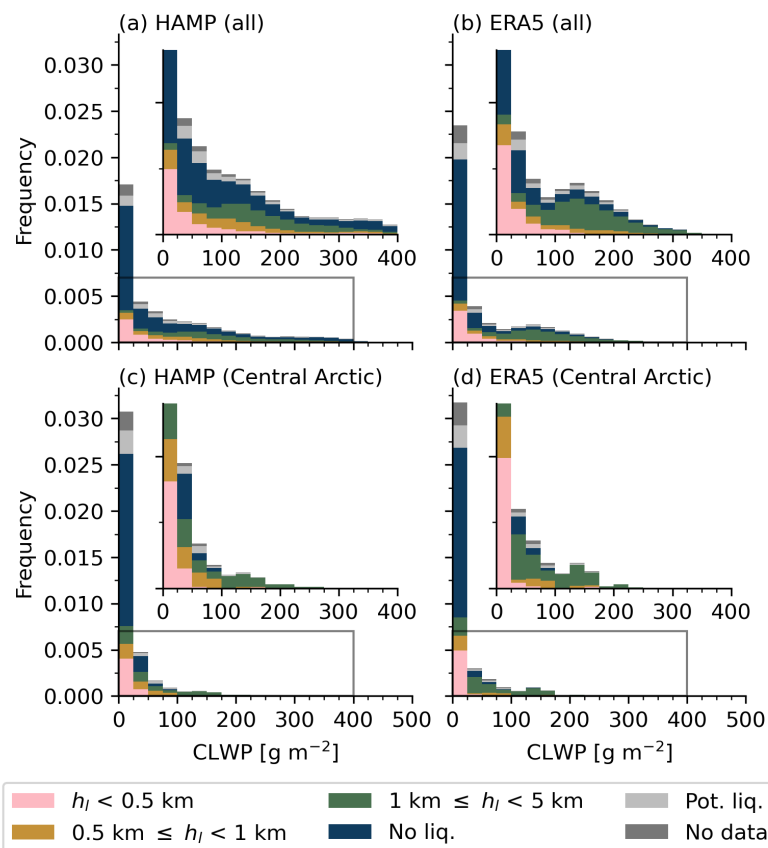 (a) HAMP (all)
(b) ERA5 (all)
Frequency
0.030
0.025
0.020
0.015
0.010
0.005
0.000
0 100 200 300 400
0 100 200 300 400
(c) HAMP (Central Arctic)
(d) ERA5 (Central Arctic)
Frequency
0.030
0.025
0.020
0.015
0.010
0.005
0.000
0 100 200 300 400
0 100 200 300 400
0 100 200 300 400 500
0 100 200 300 400 500
CLWP [g m⁻²]
CLWP [g m⁻²]
hₗ < 0.5 km
1 km ≤ hₗ < 5 km
Pot. liq.
0.5 km ≤ hₗ < 1 km
No liq.
No data